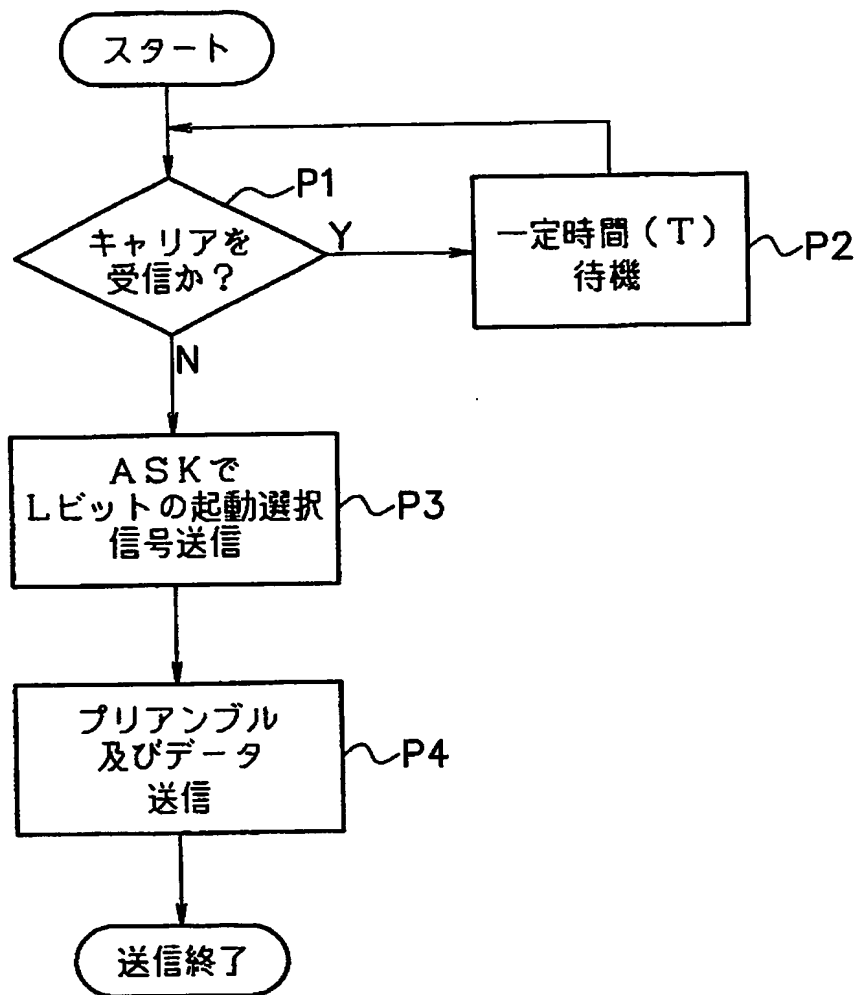 スタート
P1
キャリアを
受信か?
Y
一定時間(T)
待機
P2
N
ASKで
Lビットの起動選択
信号送信
P3
プリアンブル
及びデータ
送信
P4
送信終了